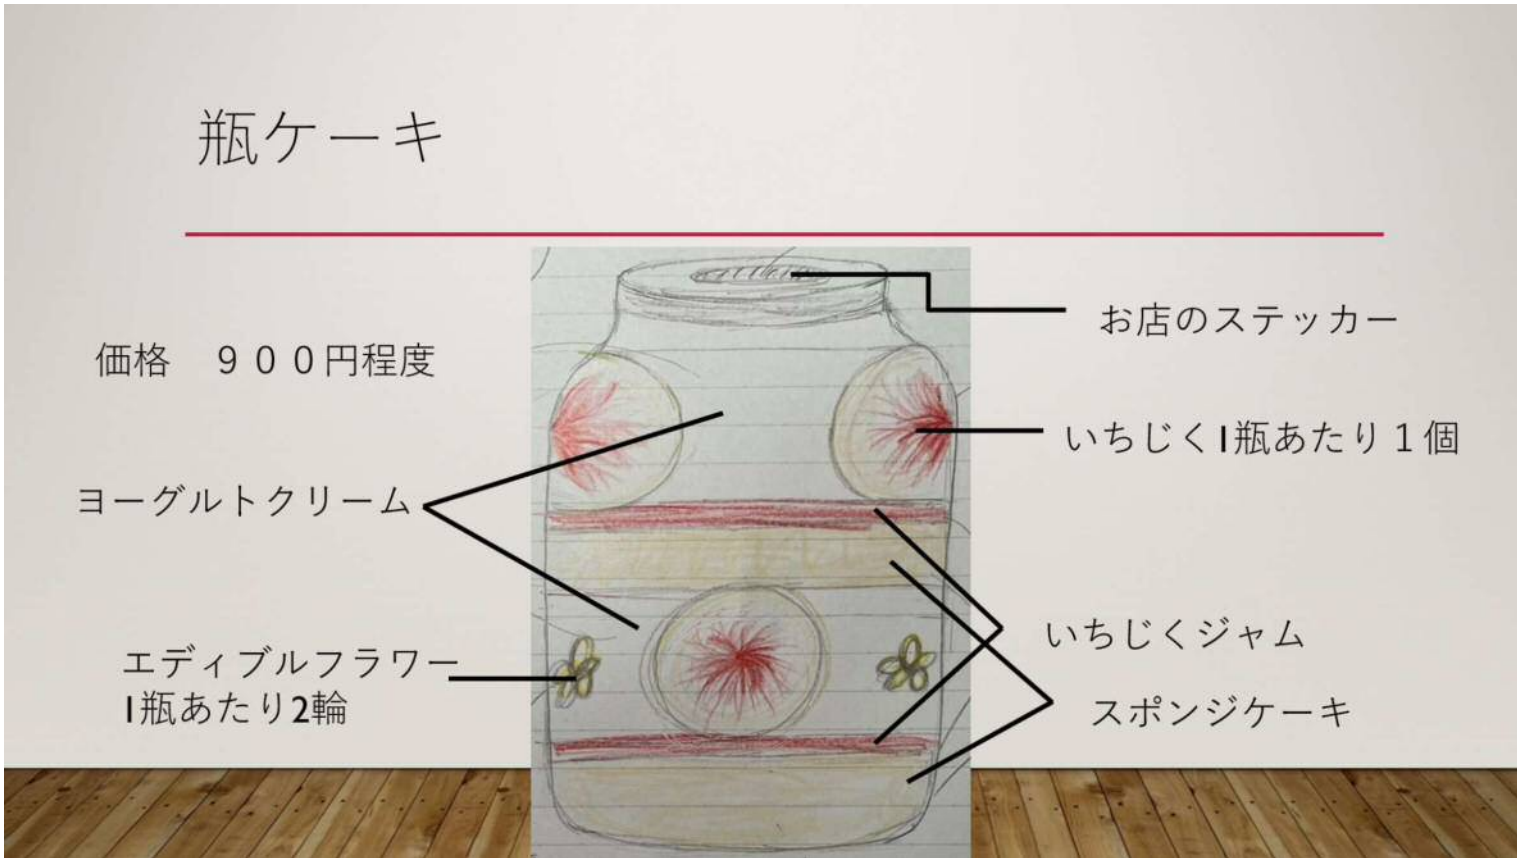 瓶ケーキ
価格　９００円程度
お店のステッカー
いちじく1瓶あたり１個
ヨーグルトクリーム
エディブルフラワー
1瓶あたり2輪
いちじくジャム
スポンジケーキ